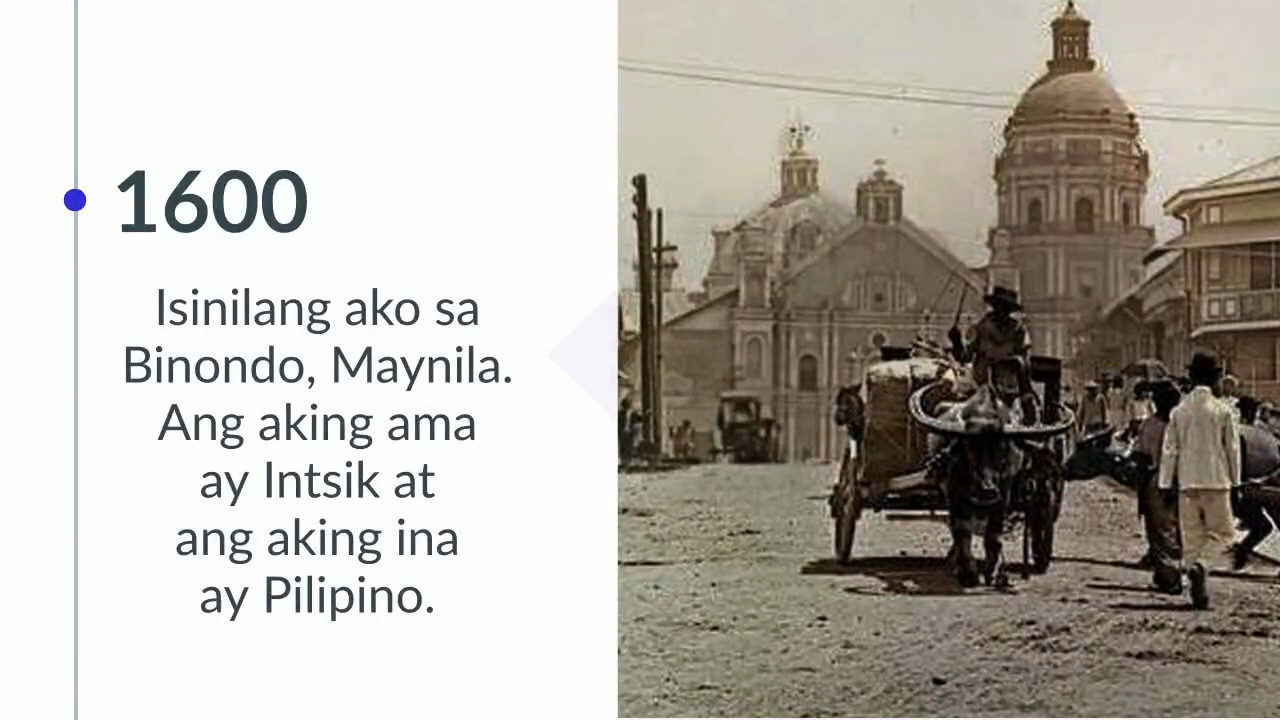 1600
Isinilang ako sa
Binondo, Maynila.
Ang aking ama
ay Intsik at
ang aking ina
ay Pilipino.